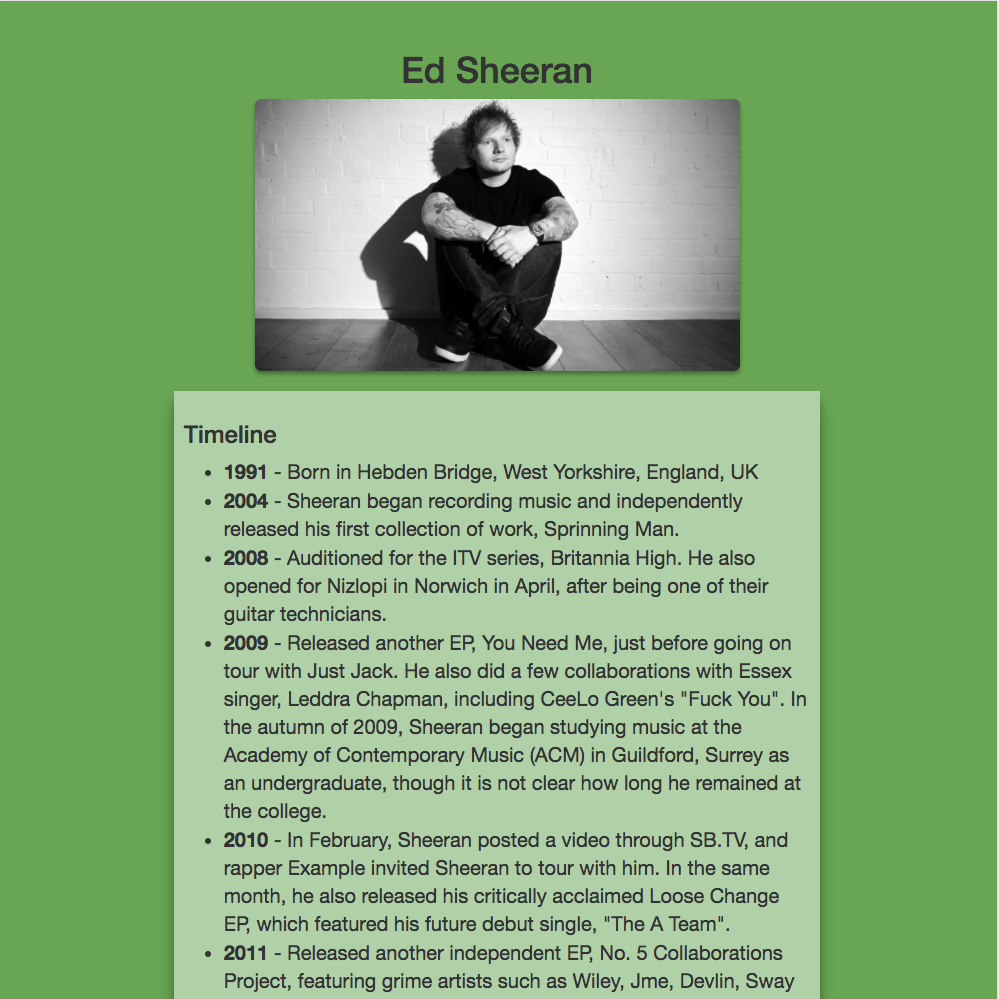 Ed Sheeran
Timeline
1991 - Born in Hebden Bridge, West Yorkshire, England, UK
2004 - Sheeran began recording music and independently
released his first collection of work, Sprinning Man.
2008 - Auditioned for the ITV series, Britannia High. He also
opened for Nizlopi in Norwich in April, after being one of their
guitar technicians.
2009 - Released another EP, You Need Me, just before going on
tour with Just Jack. He also did a few collaborations with Essex
singer, Leddra Chapman, including CeeLo Green's "Fuck You". In
the autumn of 2009, Sheeran began studying music at the
Academy of Contemporary Music (ACM) in Guildford, Surrey as
an undergraduate, though it is not clear how long he remained at
the college.
2010 - In February, Sheeran posted a video through SB.TV, and
rapper Example invited Sheeran to tour with him. In the same
month, he also released his critically acclaimed Loose Change
EP, which featured his future debut single, "The A Team".
2011 - Released another independent EP, No. 5 Collaborations
Project, featuring grime artists such as Wiley, Jme, Devlin, Sway